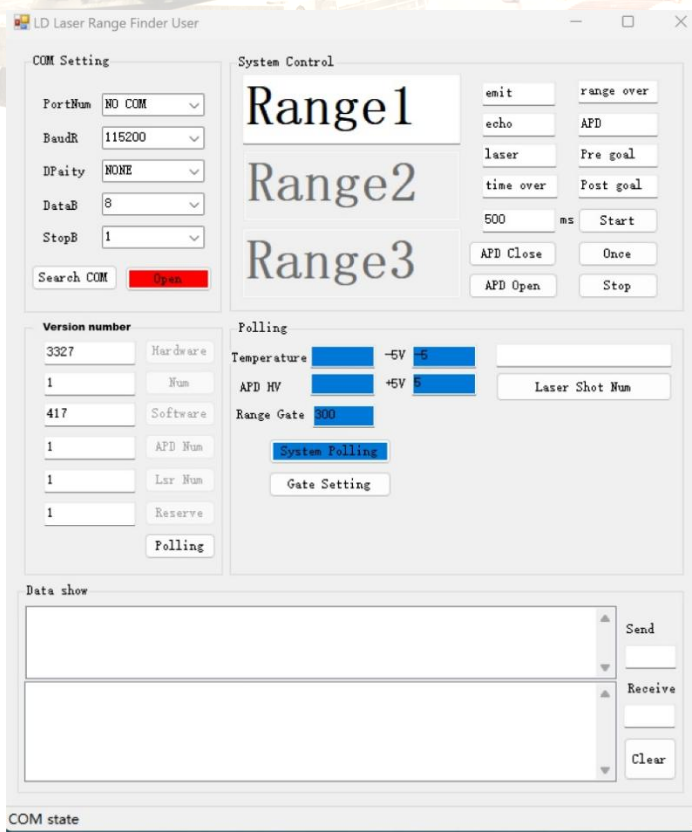 LD Laser Range Finder User
COM Setting
PortNum NO COM
BaudR 115200
DPaity NONE
DataB 8
StopB 1
Search COM Open
System Control
Range1
Range2
Range3
emit range over
echo APD
laser Pre goal
time over Post goal
500 ms Start
APD Close Once
APD Open Stop
Version number
3327 Hardware
1 Num
417 Software
1 APD Num
1 Lsr Num
1 Reserve
Polling
Polling
Temperature -5V -5
APD HV +5V 5
Laser Shot Num
Range Gate 300
System Polling
Gate Setting
Data show
Send
Receive
Clear
COM state